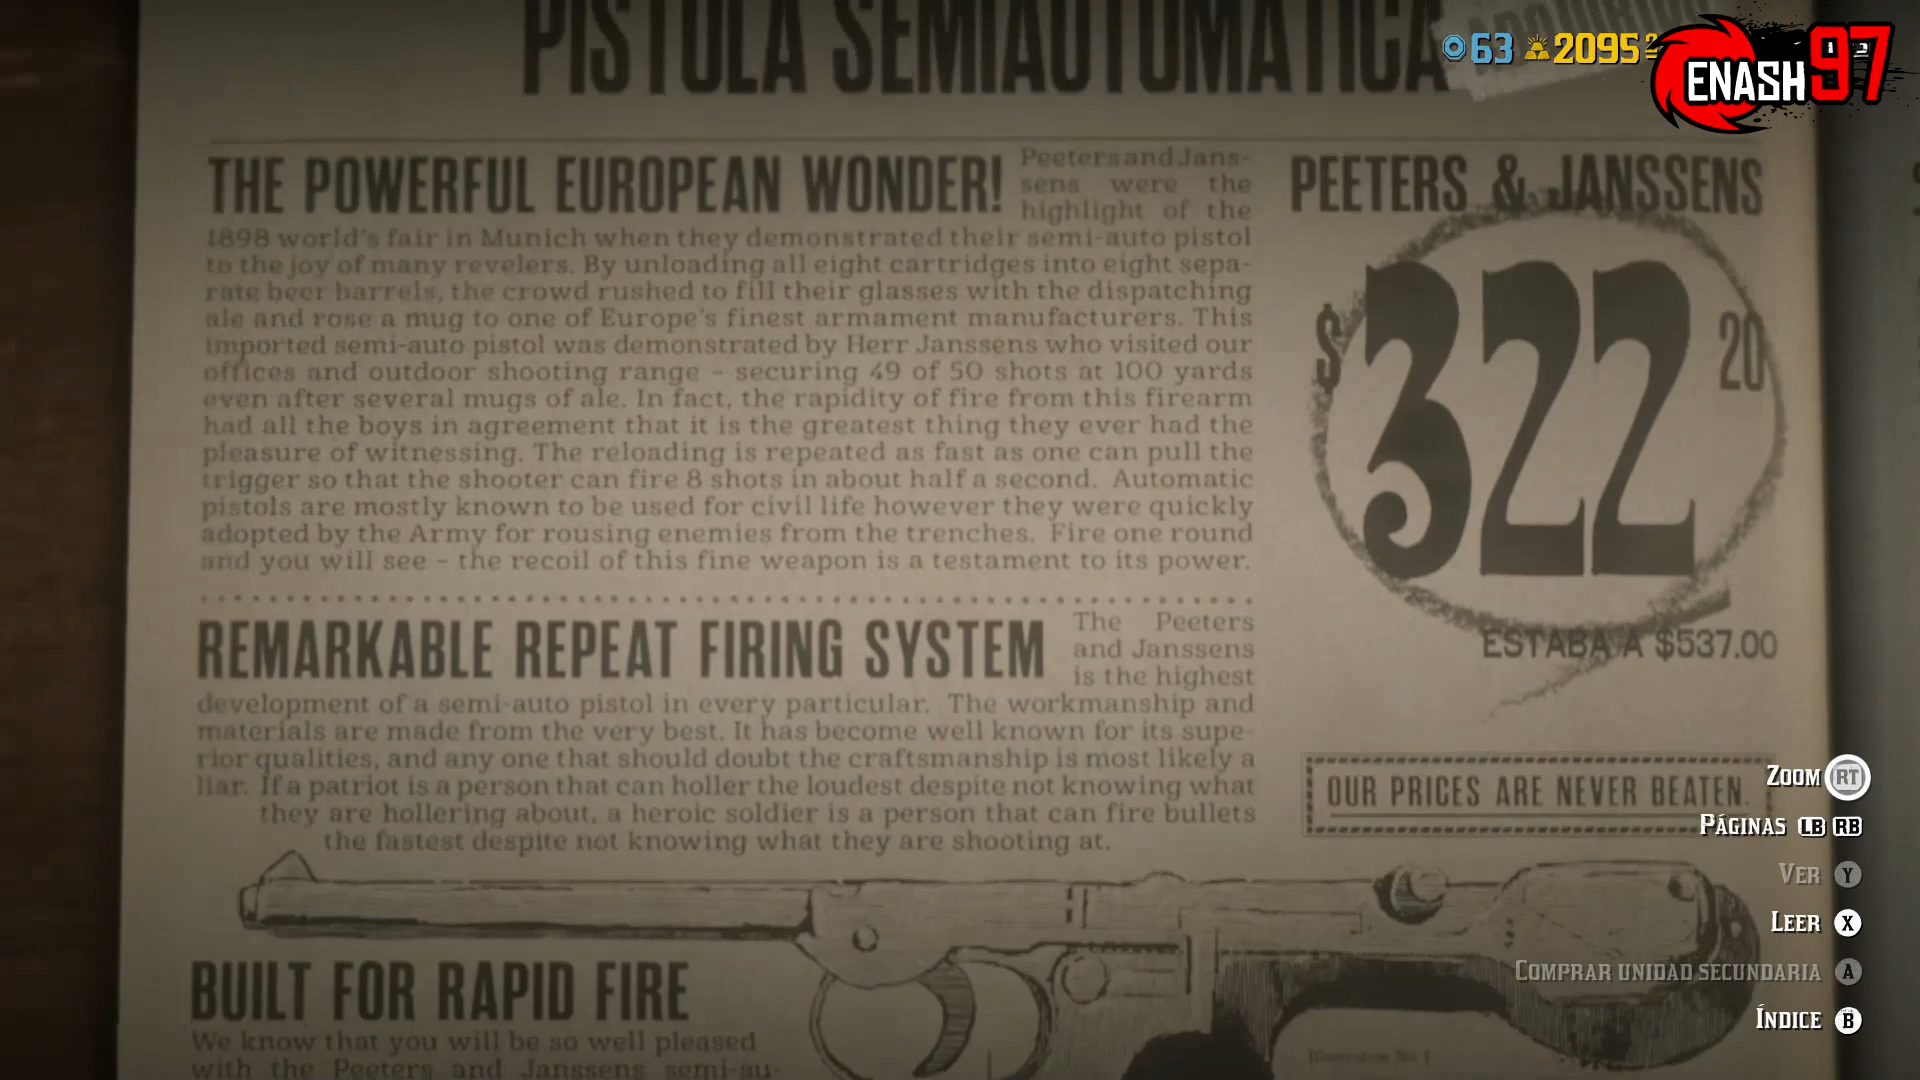 PISTOLA SEMIAUTOMÁTICA
63 2095
ENASH97
THE POWERFUL EUROPEAN WONDER!
Peeters and Jans-
sens were the
highlight of the
1898 world's fair in Munich when they demonstrated their semi-auto pistol
to the joy of many revelers. By unloading all eight cartridges into eight sepa-
rate beer barrels, the crowd rushed to fill their glasses with the dispatching
ale and rose a mug to one of Europe's finest armament manufacturers. This
imported semi-auto pistol was demonstrated by Herr Janssens who visited our
offices and outdoor shooting range - securing 49 of 50 shots at 100 yards
even after several mugs of ale. In fact, the rapidity of fire from this firearm
had all the boys in agreement that it is the greatest thing they ever had the
pleasure of witnessing. The reloading is repeated as fast as one can pull the
trigger so that the shooter can fire 8 shots in about half a second. Automatic
pistols are mostly known to be used for civil life however they were quickly
adopted by the Army for rousing enemies from the trenches. Fire one round
and you will see - the recoil of this fine weapon is a testament to its power.
PEETERS & JANSSENS
$322 20
ESTABA A $537.00
REMARKABLE REPEAT FIRING SYSTEM
The Peeters
and Janssens
is the highest
development of a semi-auto pistol in every particular. The workmanship and
materials are made from the very best. It has become well known for its supe-
rior qualities, and any one that should doubt the craftsmanship is most likely a
liar. If a patriot is a person that can holler the loudest despite not knowing what
they are hollering about, a heroic soldier is a person that can fire bullets
the fastest despite not knowing what they are shooting at.
OUR PRICES ARE NEVER BEATEN.
BUILT FOR RAPID FIRE
We know that you will be so well pleased
with the Peeters and Janssens semi-au-
Illustration No. 1
ZOOM RT
PÁGINAS LB RB
VER Y
LEER X
COMPRAR UNIDAD SECUNDARIA A
ÍNDICE B